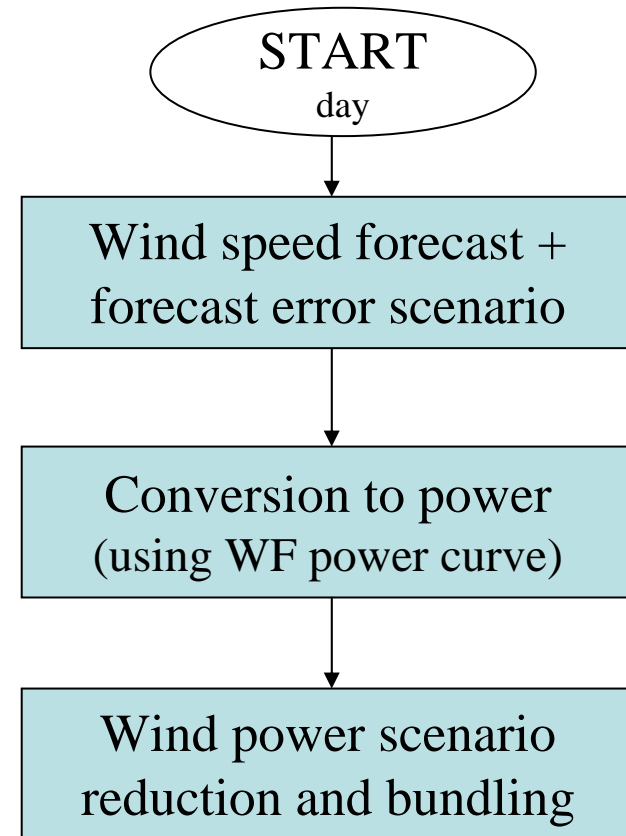 START
day
Wind speed forecast +
forecast error scenario
Conversion to power
(using WF power curve)
Wind power scenario
reduction and bundling